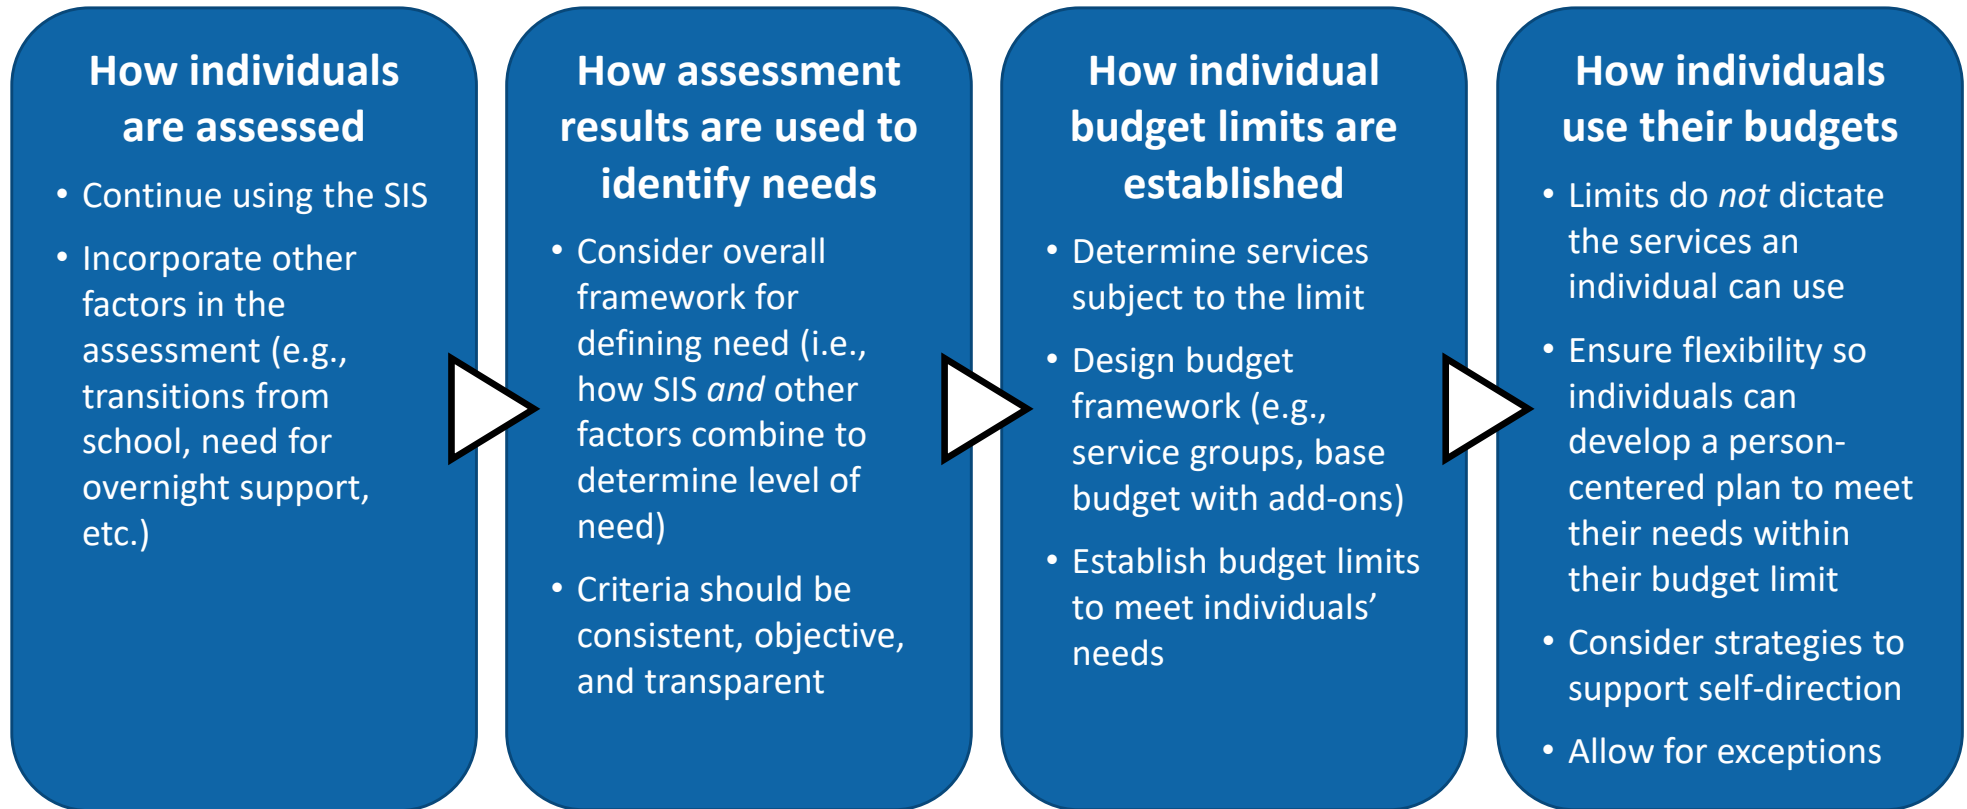 How individuals
are assessed
• Continue using the SIS
• Incorporate other
factors in the
assessment (e.g.,
transitions from
school, need for
overnight support,
etc.)
How assessment
results are used to
identify needs
• Consider overall
framework for
defining need (i.e.,
how SIS and other
factors combine to
determine level of
need)
• Criteria should be
consistent, objective,
and transparent
How individual
budget limits are
established
• Determine services
subject to the limit
• Design budget
framework (e.g.,
service groups, base
budget with add-ons)
• Establish budget limits
to meet individuals’
needs
How individuals
use their budgets
• Limits do not dictate
the services an
individual can use
• Ensure flexibility so
individuals can
develop a person-
centered plan to meet
their needs within
their budget limit
• Consider strategies to
support self-direction
• Allow for exceptions